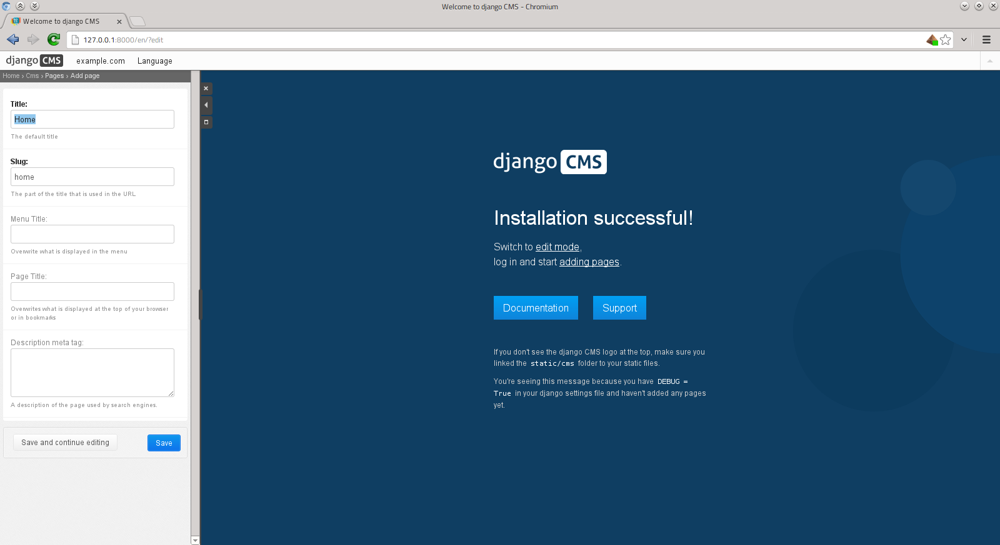 Welcome to django CMS - Chromium
Welcome to django CMS
127.0.0.1:8000/en/?edit
django CMS
example.com
Language
Home › Cms › Pages › Add page
Title:
Home
The default title
Slug:
home
The part of the title that is used in the URL
Menu Title:
Overwrite what is displayed in the menu
Page Title:
Overwrites what is displayed at the top of your browser
or in bookmarks
Description meta tag:
A description of the page used by search engines.
Save and continue editing
Save
django CMS
Installation successful!
Switch to edit mode,
log in and start adding pages.
Documentation
Support
If you don't see the django CMS logo at the top, make sure you
linked the static/cms folder to your static files.
You're seeing this message because you have DEBUG =
True in your django settings file and haven't added any pages
yet.